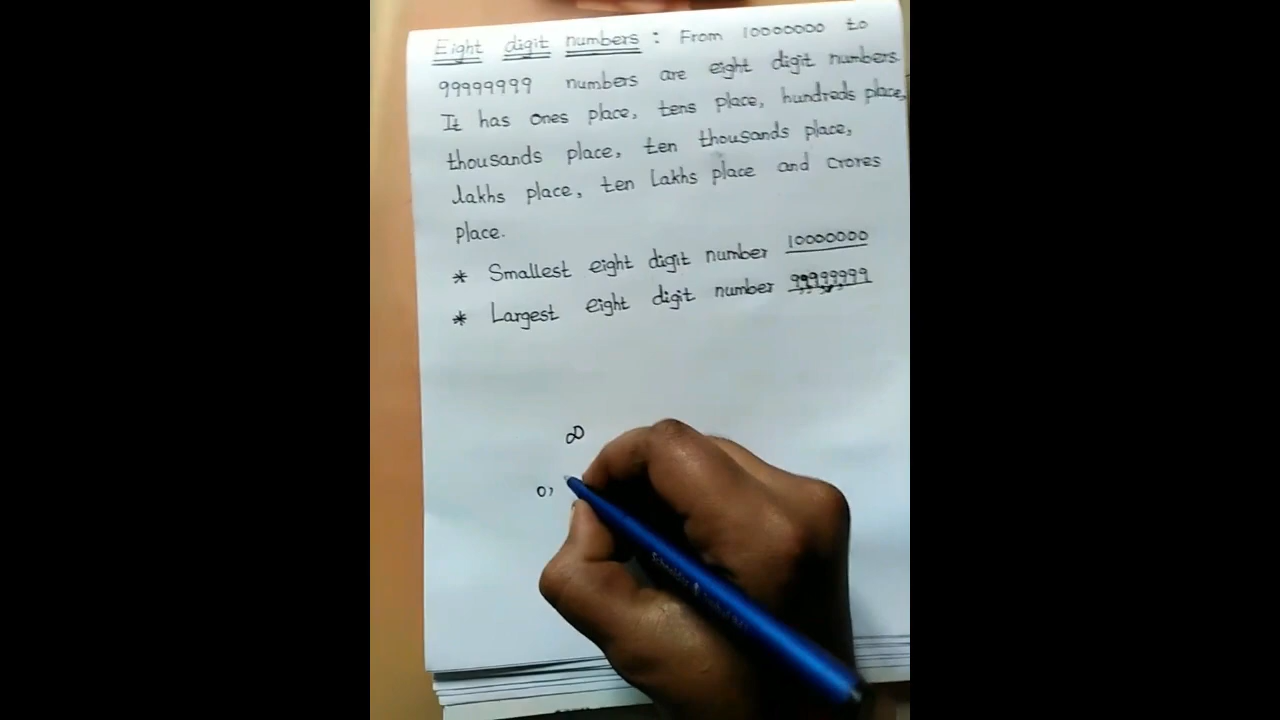 Eight digit numbers : From 10000000 to
99999999 numbers are eight digit numbers.
It has ones place, tens place, hundreds place,
thousands place, ten thousands place,
lakhs place, ten lakhs place and crores
place.
* Smallest eight digit number 10000000
* Largest eight digit number 99999999
∞
0,